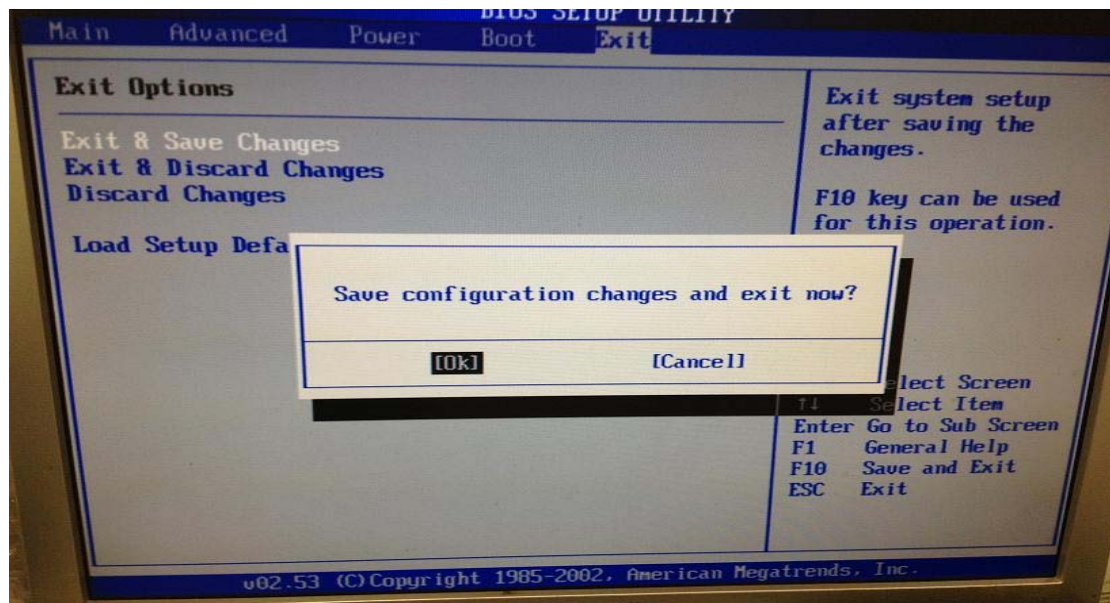 BIOS SETUP UTILITY
Main Advanced Power Boot Exit
Exit Options
Exit & Save Changes
Exit & Discard Changes
Discard Changes
Load Setup Defa
Save configuration changes and exit now?
[Ok] [Cancel]
Exit system setup
after saving the
changes.
F10 key can be used
for this operation.
lect Screen
↑↓ Select Item
Enter Go to Sub Screen
F1 General Help
F10 Save and Exit
ESC Exit
v02.53 (C)Copyright 1985-2002, American Megatrends, Inc.